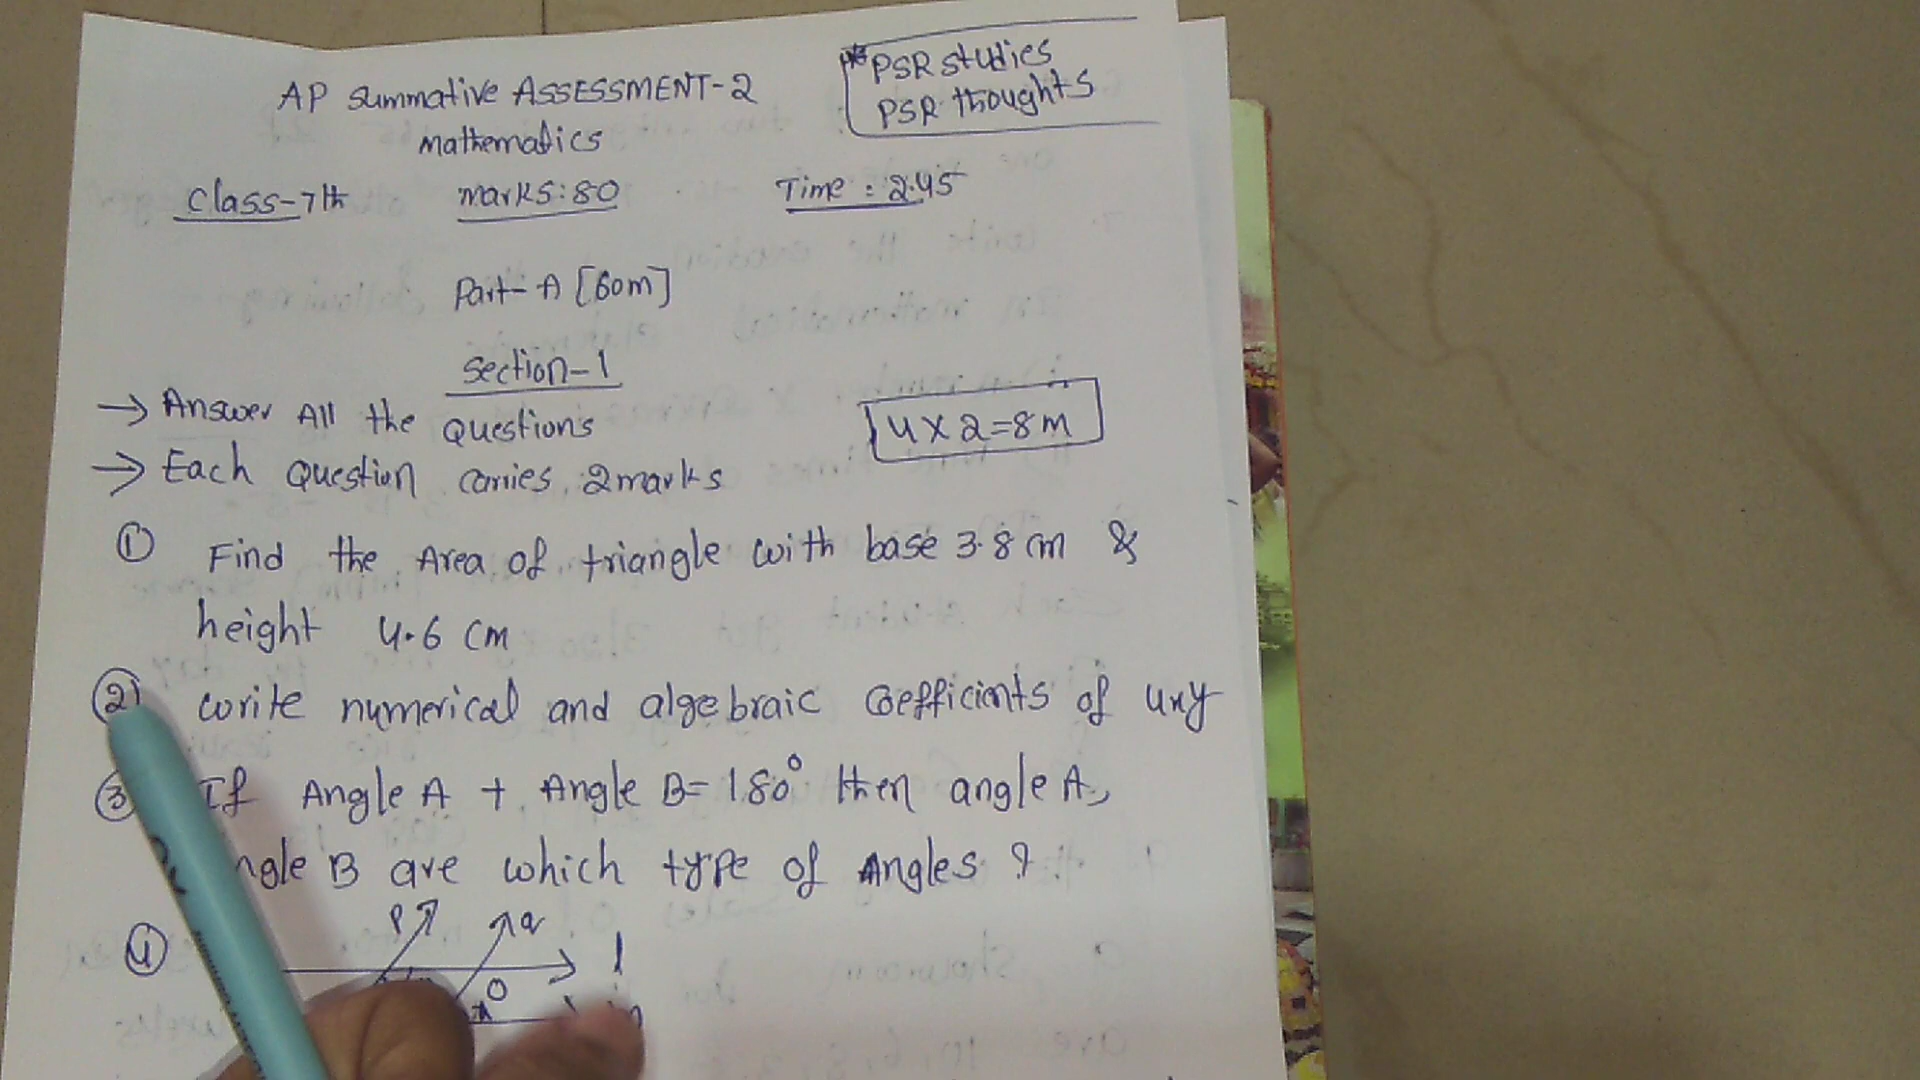 AP Summative ASSESSMENT-2
PSR studies
PSR thoughts
Mathematics
Class-7th Marks:80 Time : 2.45
Part-A [60m]
Section-1
→ Answer All the Questions
4 x 2=8m
→ Each Question carries 2marks
① Find the Area of triangle with base 3.8 cm &
height 4.6 cm
② Write numerical and algebraic Coefficients of 4xy
③ If Angle A + Angle B=180° then angle A,
ngle B are which type of Angles ?
④
P
l